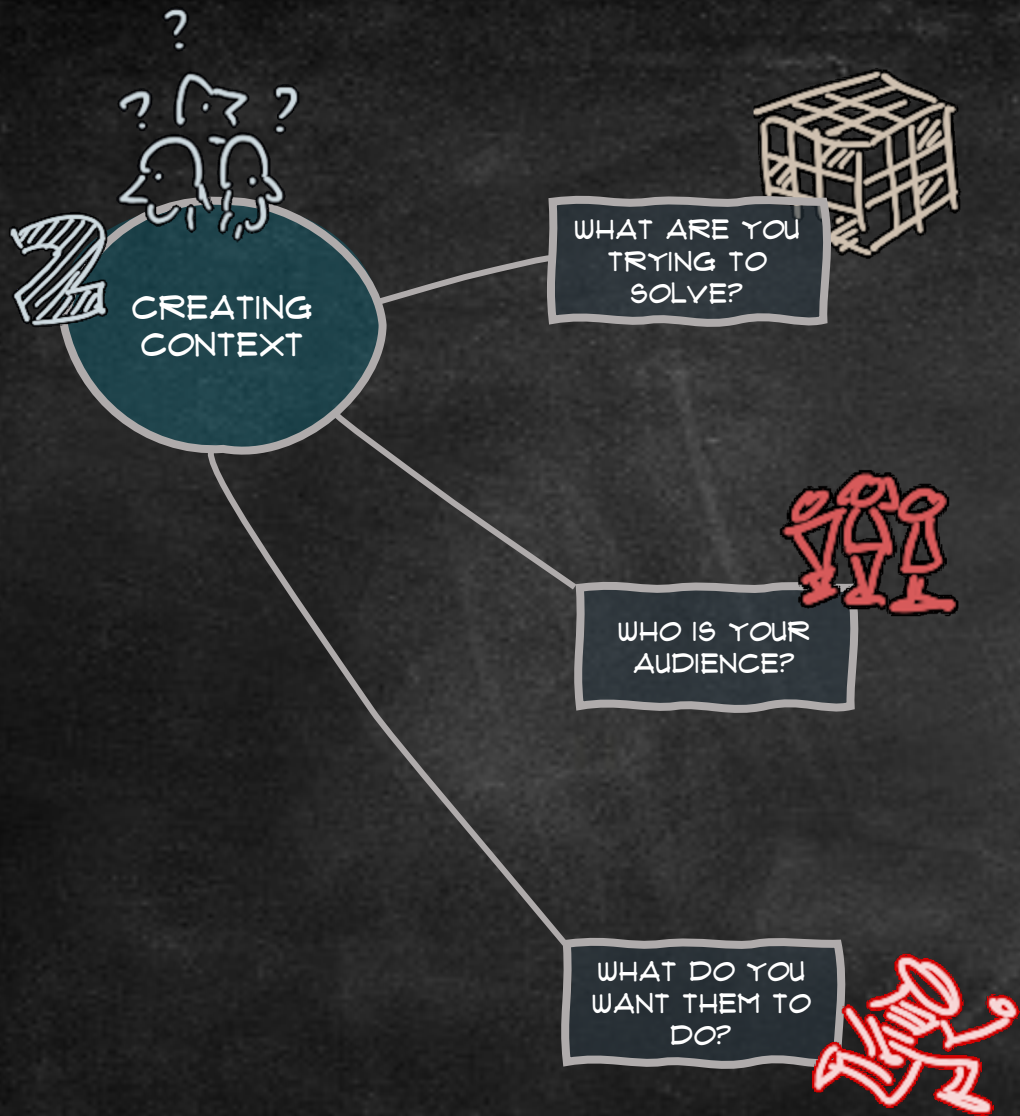 ?
? ?
2
CREATING
CONTEXT
WHAT ARE YOU
TRYING TO
SOLVE?
WHO IS YOUR
AUDIENCE?
WHAT DO YOU
WANT THEM TO
DO?